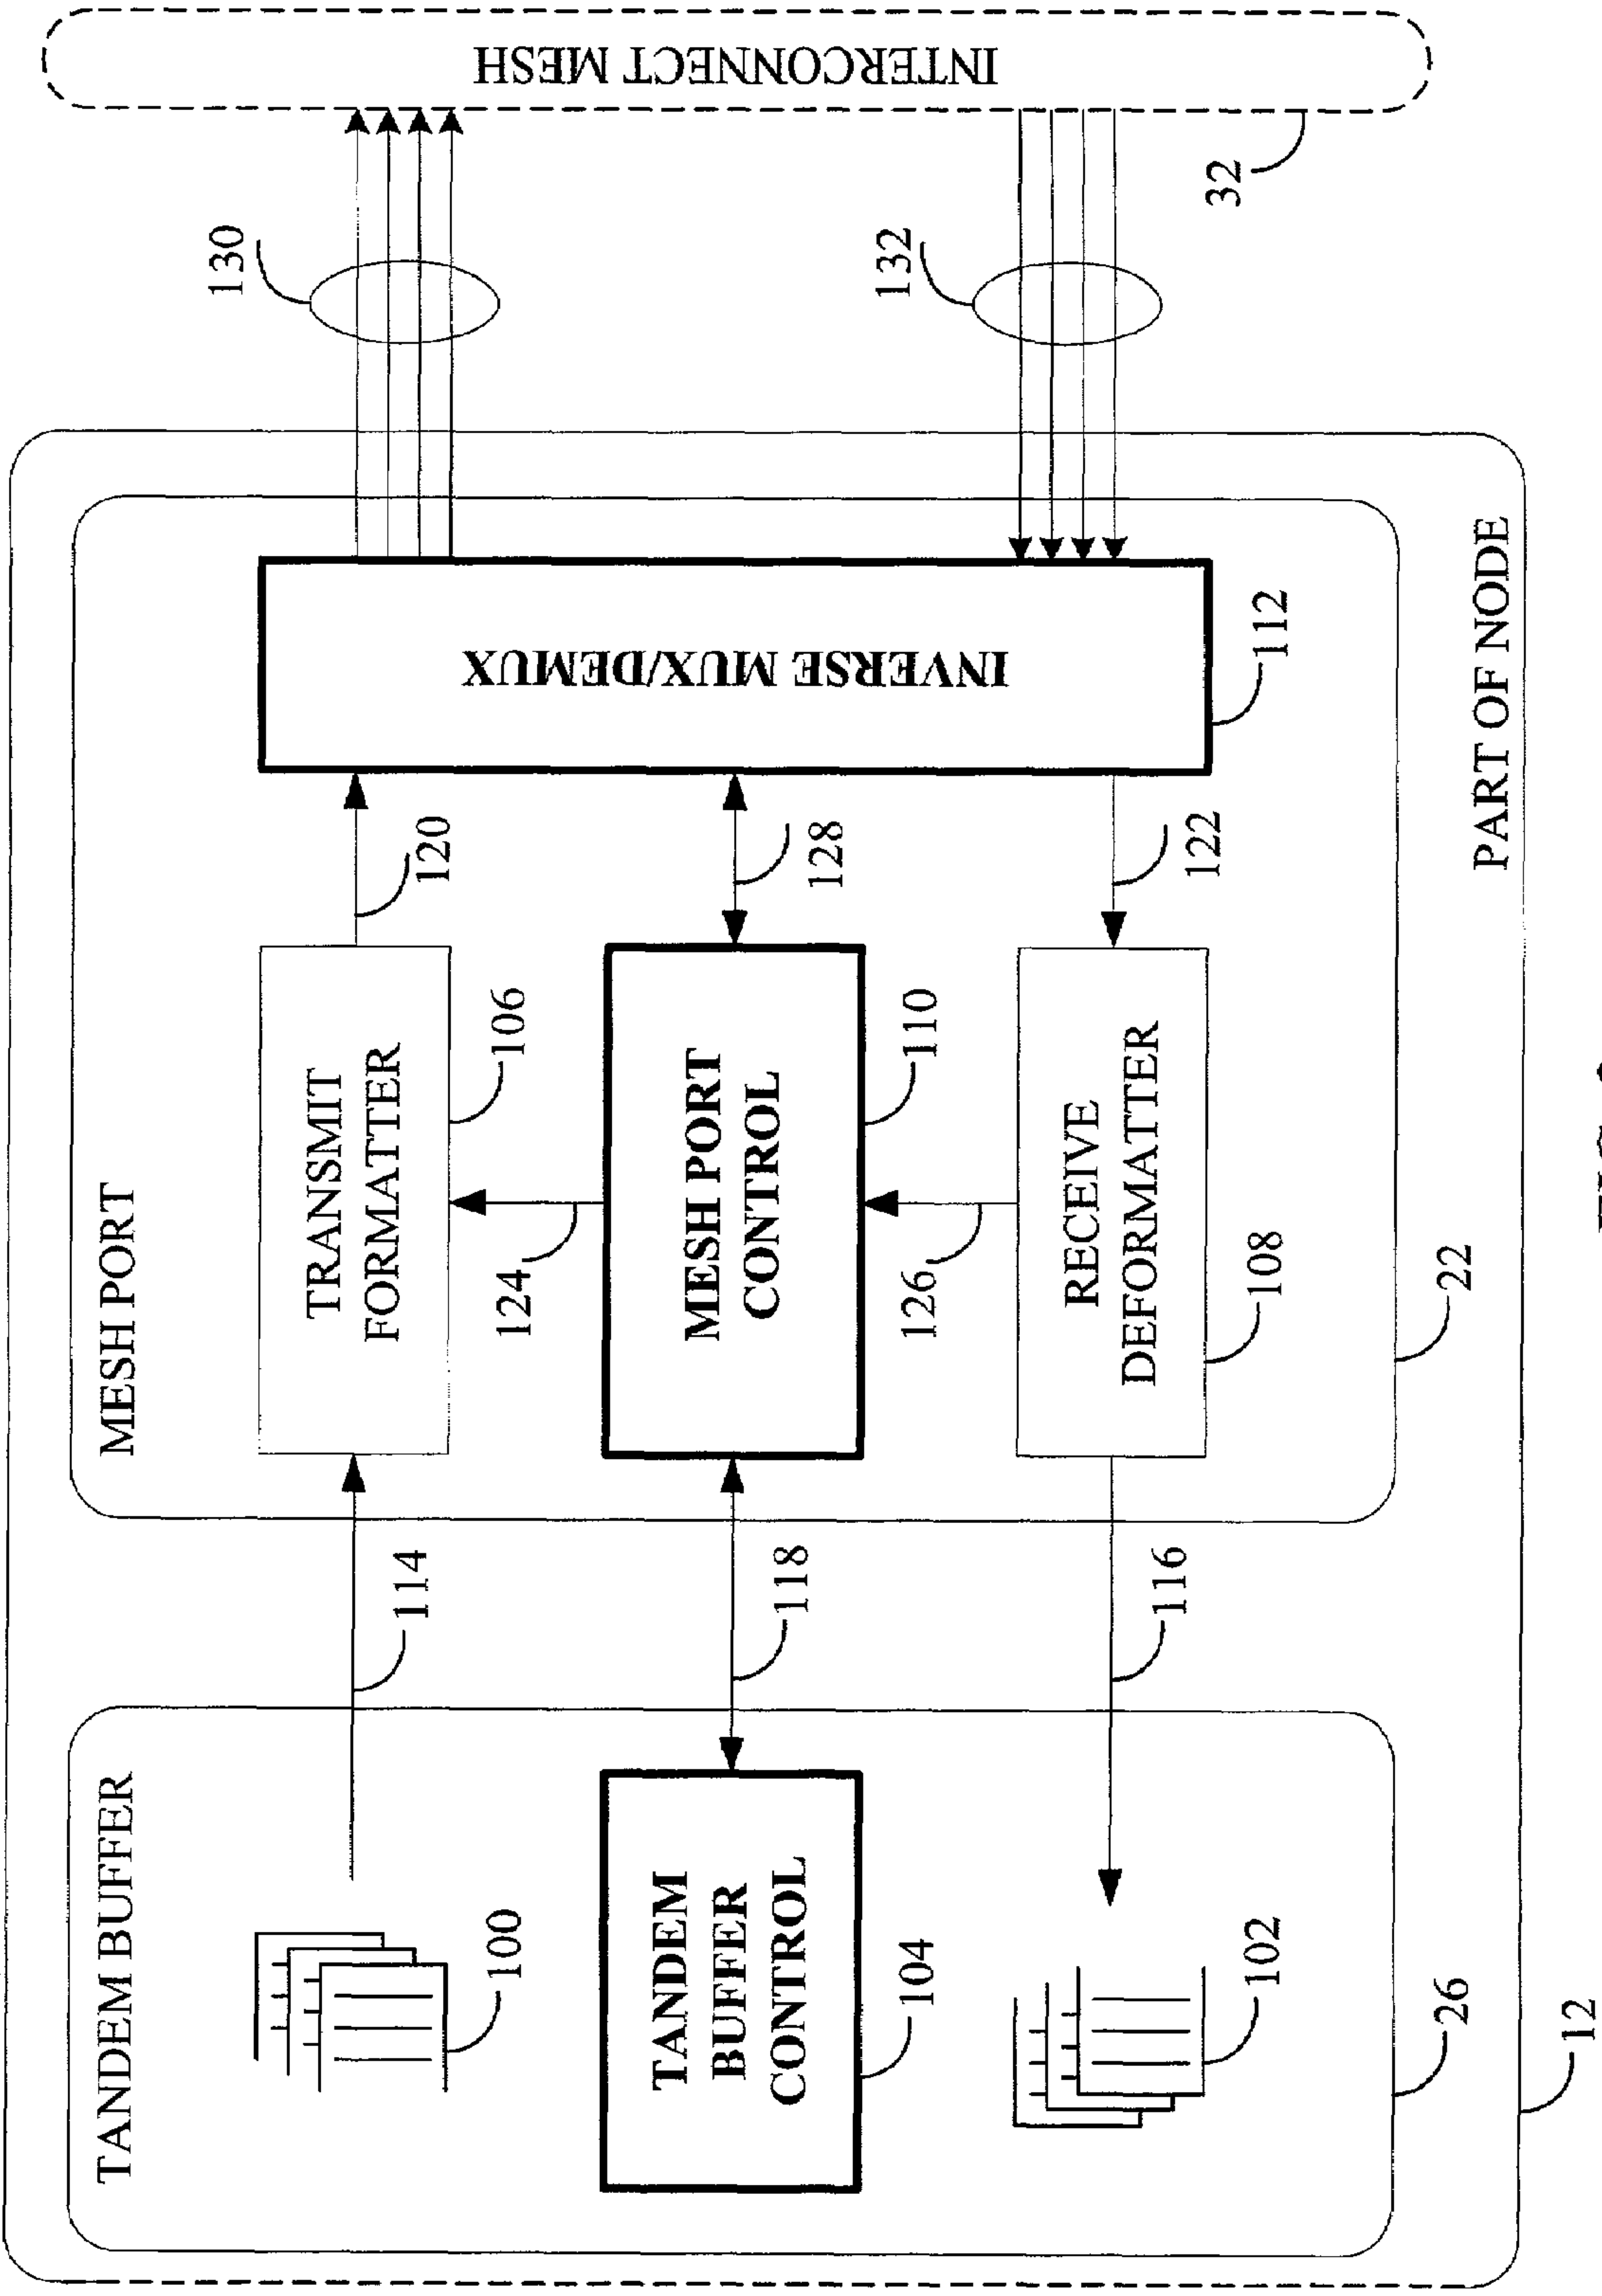 TANDEM BUFFER
MESH PORT
INTERCONNECT MESH
100
114
TRANSMIT
FORMATTER
106
120
130
124
TANDEM
BUFFER
CONTROL
104
118
MESH PORT
CONTROL
110
128
INVERSE MUX/DEMUX
112
126
102
116
RECEIVE
DEFORMATTER
108
122
132
32
26
22
PART OF NODE
12